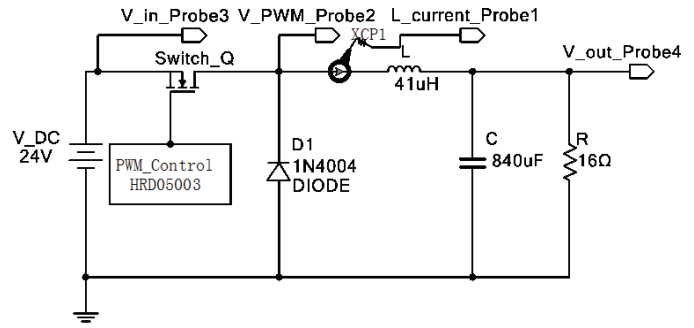 V_in_Probe3
V_PWM_Probe2
L_current_Probe1
XCP1
Switch_Q
L
V_out_Probe4
41uH
V_DC
24V
PWM_Control
HRD05003
D1
1N4004
DIODE
C
840uF
R
16Ω